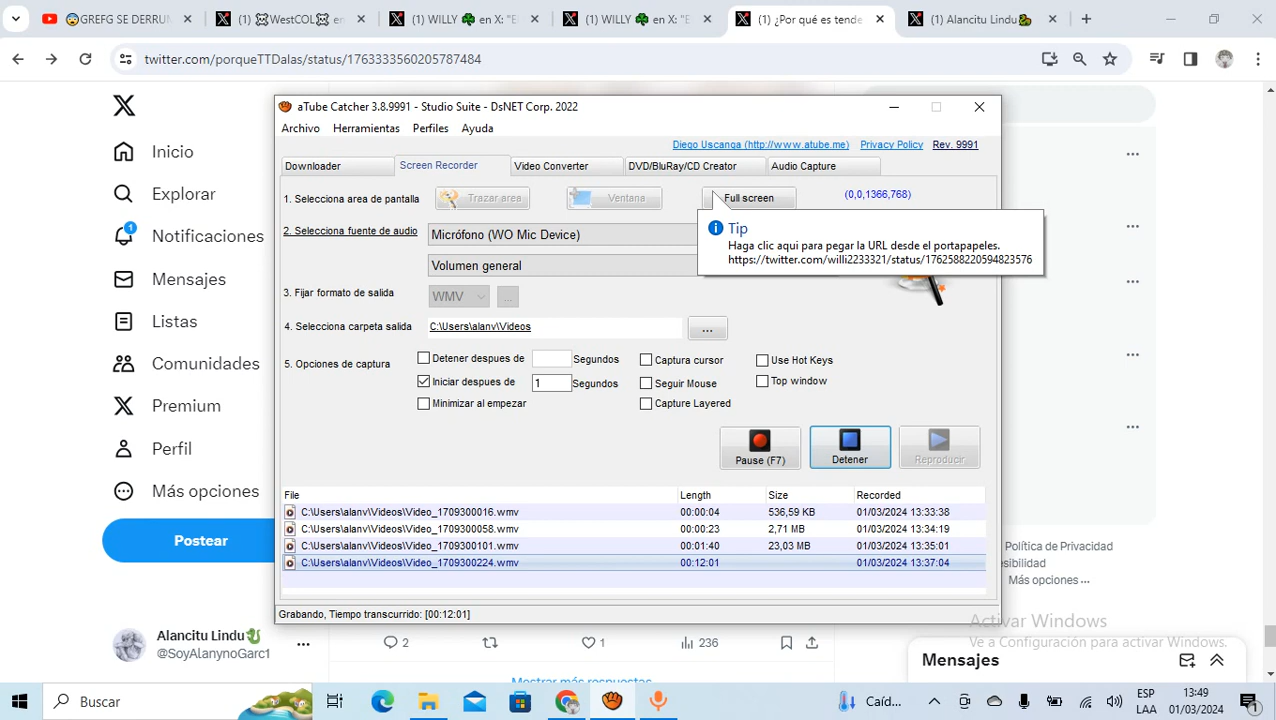 (1) 😨GREFG SE DERRUM
(1) ☠WestCOL☠ en
(1) WILLY ☘ en X: "E
(1) WILLY ☘ en X: "E
(1) ¿Por qué es tende
(1) Alancitu Lindu🐉
twitter.com/porqueTTDalas/status/1763333560205787484
Inicio
Explorar
1
Notificaciones
Mensajes
Listas
Comunidades
Premium
Perfil
Más opciones
Postear
Alancitu Lindu🐉
@SoyAlanynoGarc1
aTube Catcher 3.8.9991 - Studio Suite - DsNET Corp. 2022
Archivo Herramientas Perfiles Ayuda
Diego Uscanga (http://www.atube.me) Privacy Policy Rev. 9991
Downloader Screen Recorder Video Converter DVD/BluRay/CD Creator Audio Capture
1. Selecciona area de pantalla Trazar area Ventana Full screen (0,0,1366,768)
2. Selecciona fuente de audio Micrófono (WO Mic Device)
Volumen general
Tip
Haga clic aqui para pegar la URL desde el portapapeles.
https://twitter.com/willi2233321/status/1762588220594823576
3. Fijar formato de salida WMV ...
4. Selecciona carpeta salida C:\Users\alanv\Videos ...
5. Opciones de captura Detener despues de Segundos Captura cursor Use Hot Keys
Iniciar despues de 1 Segundos Seguir Mouse Top window
Minimizar al empezar Capture Layered
Pause (F7) Detener Reproducir
File Length Size Recorded
C:\Users\alanv\Videos\Video_1709300016.wmv 00:00:04 536,59 KB 01/03/2024 13:33:38
C:\Users\alanv\Videos\Video_1709300058.wmv 00:00:23 2,71 MB 01/03/2024 13:34:19
C:\Users\alanv\Videos\Video_1709300101.wmv 00:01:40 23,03 MB 01/03/2024 13:35:01
C:\Users\alanv\Videos\Video_1709300224.wmv 00:12:01 01/03/2024 13:37:04
Grabando, Tiempo transcurrido: [00:12:01]
Política de Privacidad
esibilidad
Más opciones ...
2 1 236
Mostrar más respuestas
Activar Windows
Ve a Configuración para activar Windows.
Mensajes
Buscar
Caíd...
ESP
LAA
13:49
01/03/2024
1